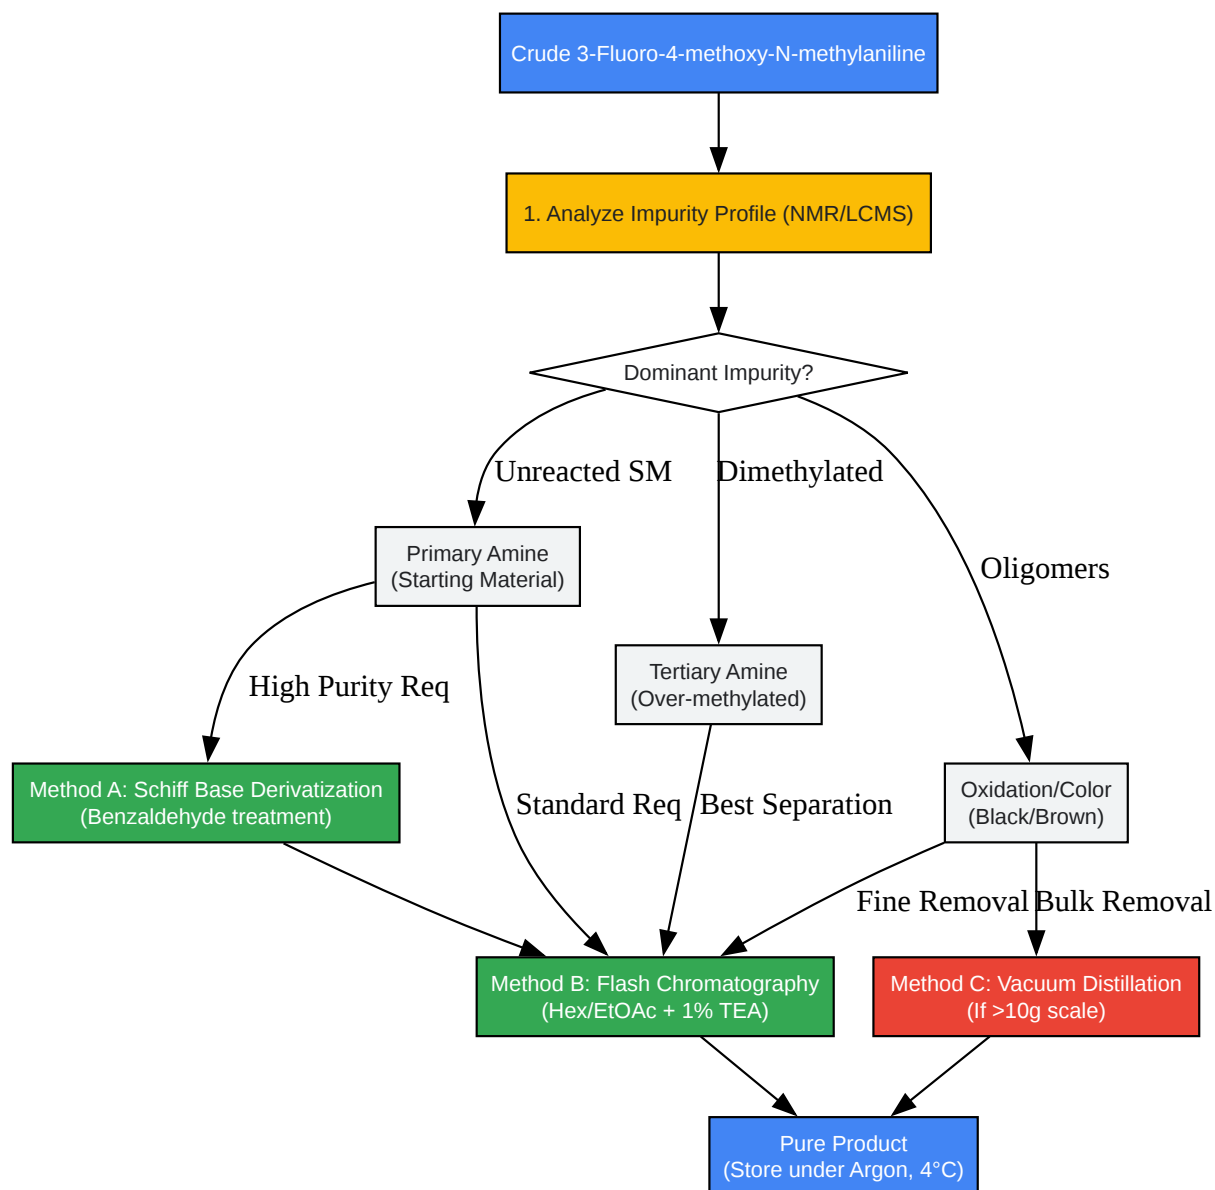 Crude 3-Fluoro-4-methoxy-N-methylaniline
1. Analyze Impurity Profile (NMR/LCMS)
Dominant Impurity?
Unreacted SM
Dimethylated
Oligomers
Primary Amine
(Starting Material)
Tertiary Amine
(Over-methylated)
High Purity Req
Method A: Schiff Base Derivatization
(Benzaldehyde treatment)
Standard Req
Best Separation
Oxidation/Color
(Black/Brown)
Fine Removal
Bulk Removal
Method B: Flash Chromatography
(Hex/EtOAc + 1% TEA)
Method C: Vacuum Distillation
(If >10g scale)
Pure Product
(Store under Argon, 4°C)